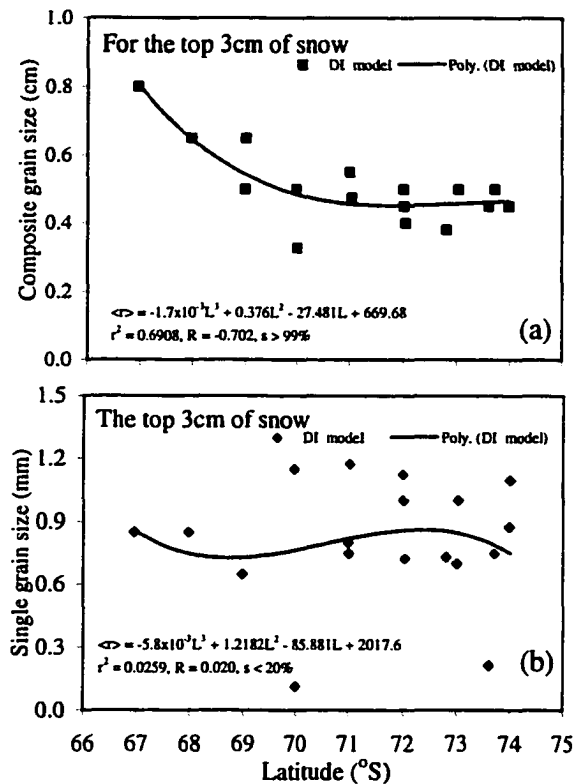 For the top 3cm of snow
DI model
Poly. (DI model)
Composite grain size (cm)
1.0
0.8
0.6
0.4
0.2
0.0
<r> = -1.7x10⁻³L³ + 0.376L² - 27.481L + 669.68
r² = 0.6908, R = -0.702, s > 99%
(a)
The top 3cm of snow
DI model
Poly. (DI model)
Single grain size (mm)
1.5
1.2
0.9
0.6
0.3
0.0
<r> = -5.8x10⁻³L³ + 1.2182L² - 85.881L + 2017.6
r² = 0.0259, R = 0.020, s < 20%
(b)
66 67 68 69 70 71 72 73 74 75
Latitude (°S)